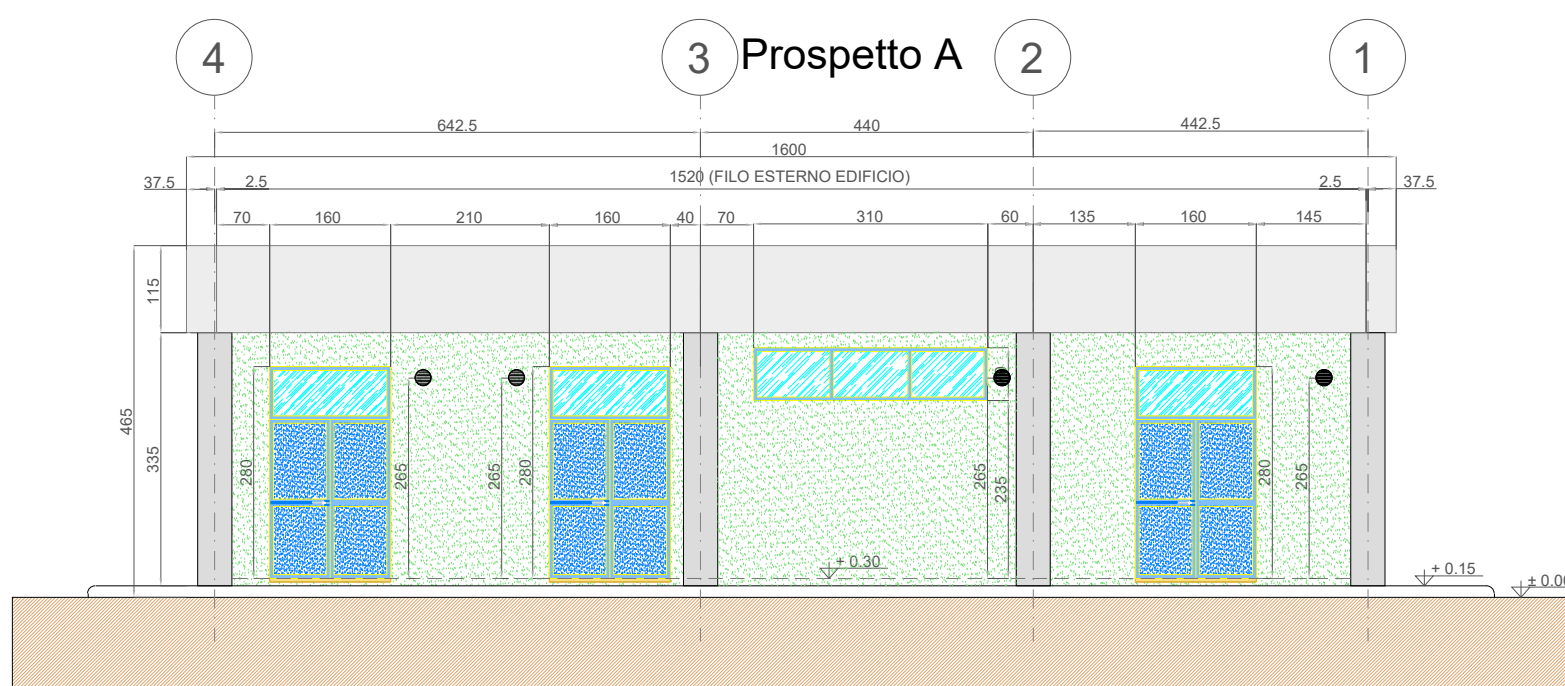 4 3 Prospetto A 2 1
642.5 440 442.5
1600
37.5 2.5 1520 (FILO ESTERNO EDIFICIO) 2.5 37.5
70 160 210 160 40 70 310 60 135 160 145
115
465
335
280 265 265 280 265 235 280 265
+ 0.30
+ 0.15
± 0.00